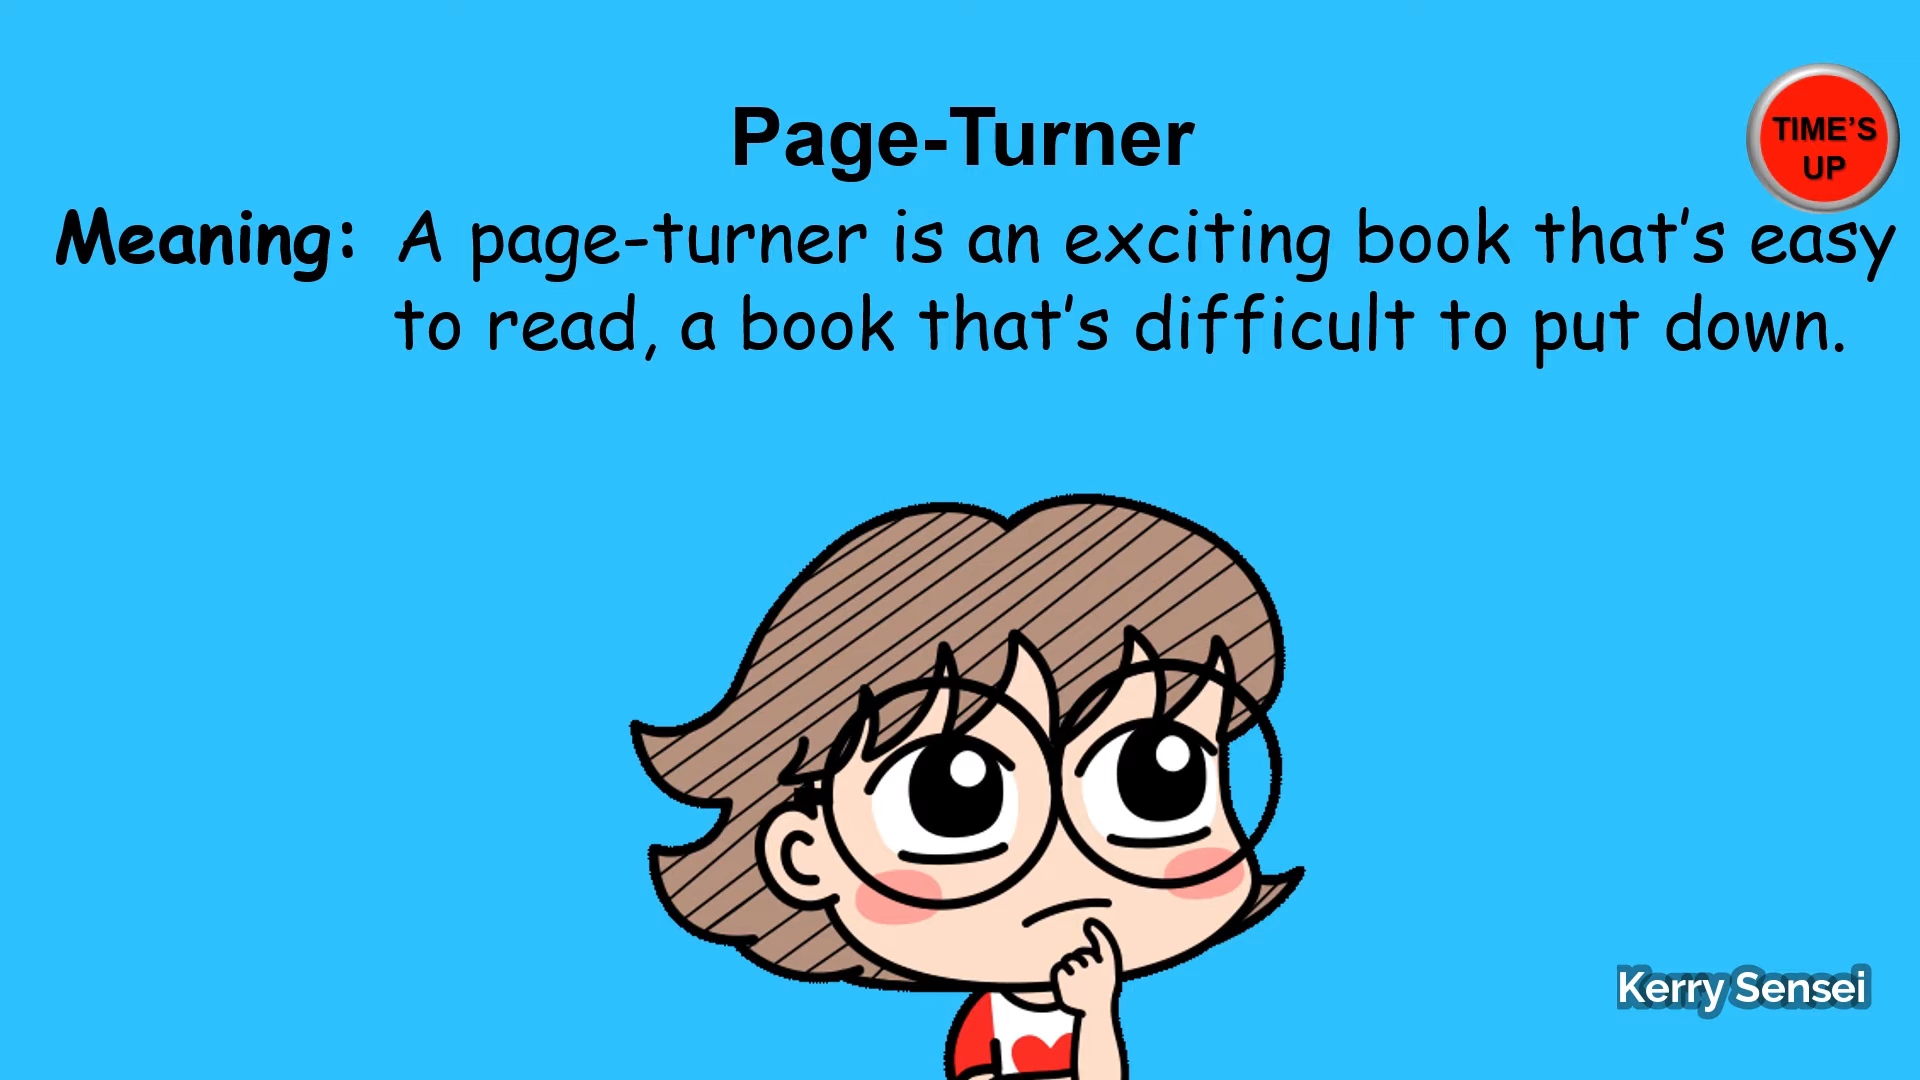 Page-Turner
TIME'S
UP
Meaning: A page-turner is an exciting book that's easy
to read, a book that's difficult to put down.
Kerry Sensei